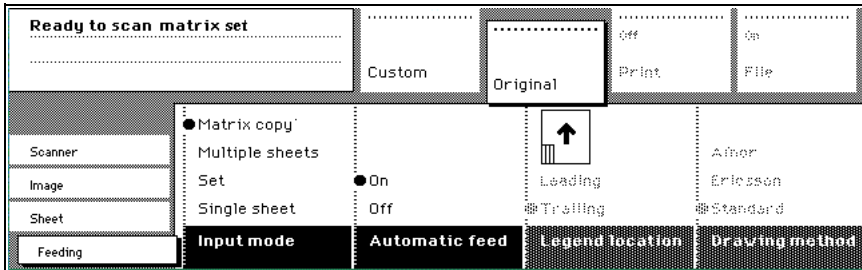 Ready to scan matrix set
Custom
Original
Off
Print
On
File
Scanner
Image
Sheet
Feeding
Matrix copy
Multiple sheets
Set
Single sheet
Input mode
On
Off
Automatic feed
Leading
Trailing
Legend location
Afnor
Ericsson
Standard
Drawing method